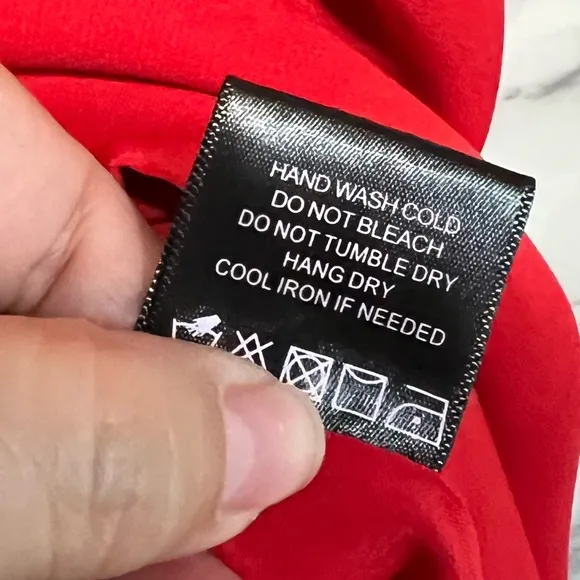 HAND WASH COLD
DO NOT BLEACH
DO NOT TUMBLE DRY
HANG DRY
COOL IRON IF NEEDED